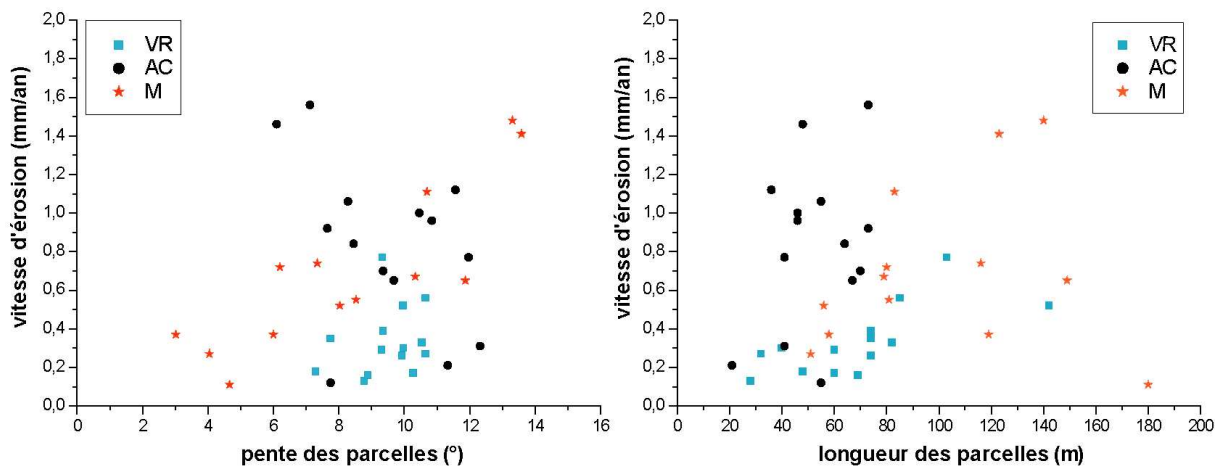 2,0
1,8
1,6
1,4
1,2
1,0
0,8
0,6
0,4
0,2
0,0
vitesse d'érosion (mm/an)
VR
AC
M
0 2 4 6 8 10 12 14 16
pente des parcelles (°)
2,0
1,8
1,6
1,4
1,2
1,0
0,8
0,6
0,4
0,2
0,0
vitesse d'érosion (mm/an)
VR
AC
M
0 20 40 60 80 100 120 140 160 180 200
longueur des parcelles (m)